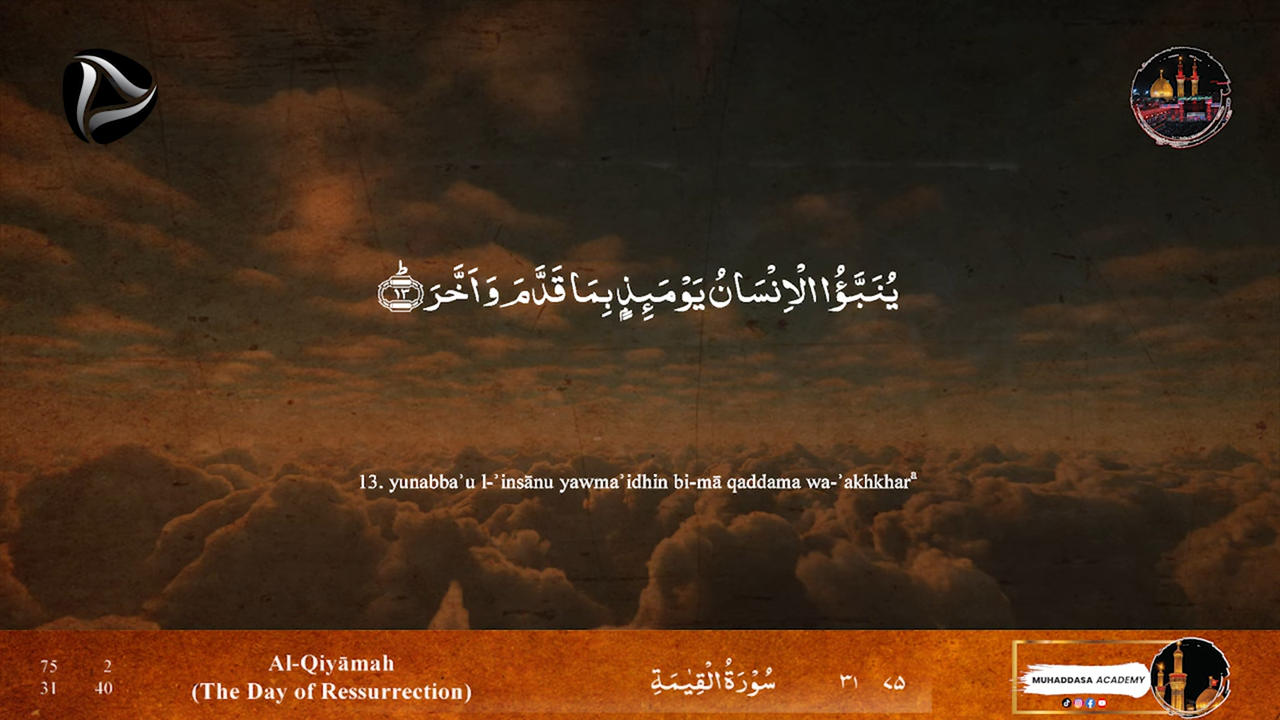 يُنَبَّؤُا الْاِنْسَانُ يَوْمَىِٕذٍۭ بِمَا قَدَّمَ وَاَخَّرَ ؕ ١٣
13. yunabba’u l-’insānu yawma’idhin bi-mā qaddama wa-’akhkharᵃ
75 2
31 40
Al-Qiyāmah
(The Day of Ressurrection)
سُوْرَةُ الْقِيٰمَةِ
٣١ ٧٥
MUHADDASA ACADEMY